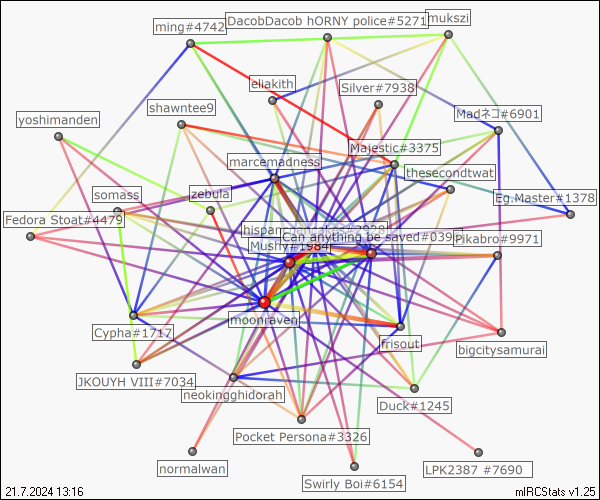 DacobDacob hORNY police#5271
mukszi
ming#4742
eliakith
Silver#7938
shawntee9
Madネコ#6901
yoshimanden
Majestic#3375
marcemadness
thesecondtwat
somass
zebula
Eg.Master#1378
Fedora Stoat#4479
Can anything be saved#039
Mushy#1984
Pikabro#9971
moonraven
Cypha#1717
frisout
bigcitysamurai
JKOUYH VIII#7034
neokingghidorah
Duck#1245
Pocket Persona#3326
normalwan
LPK2387 #7690
Swirly Boi#6154
21.7.2024 13:16
mIRCStats v1.25